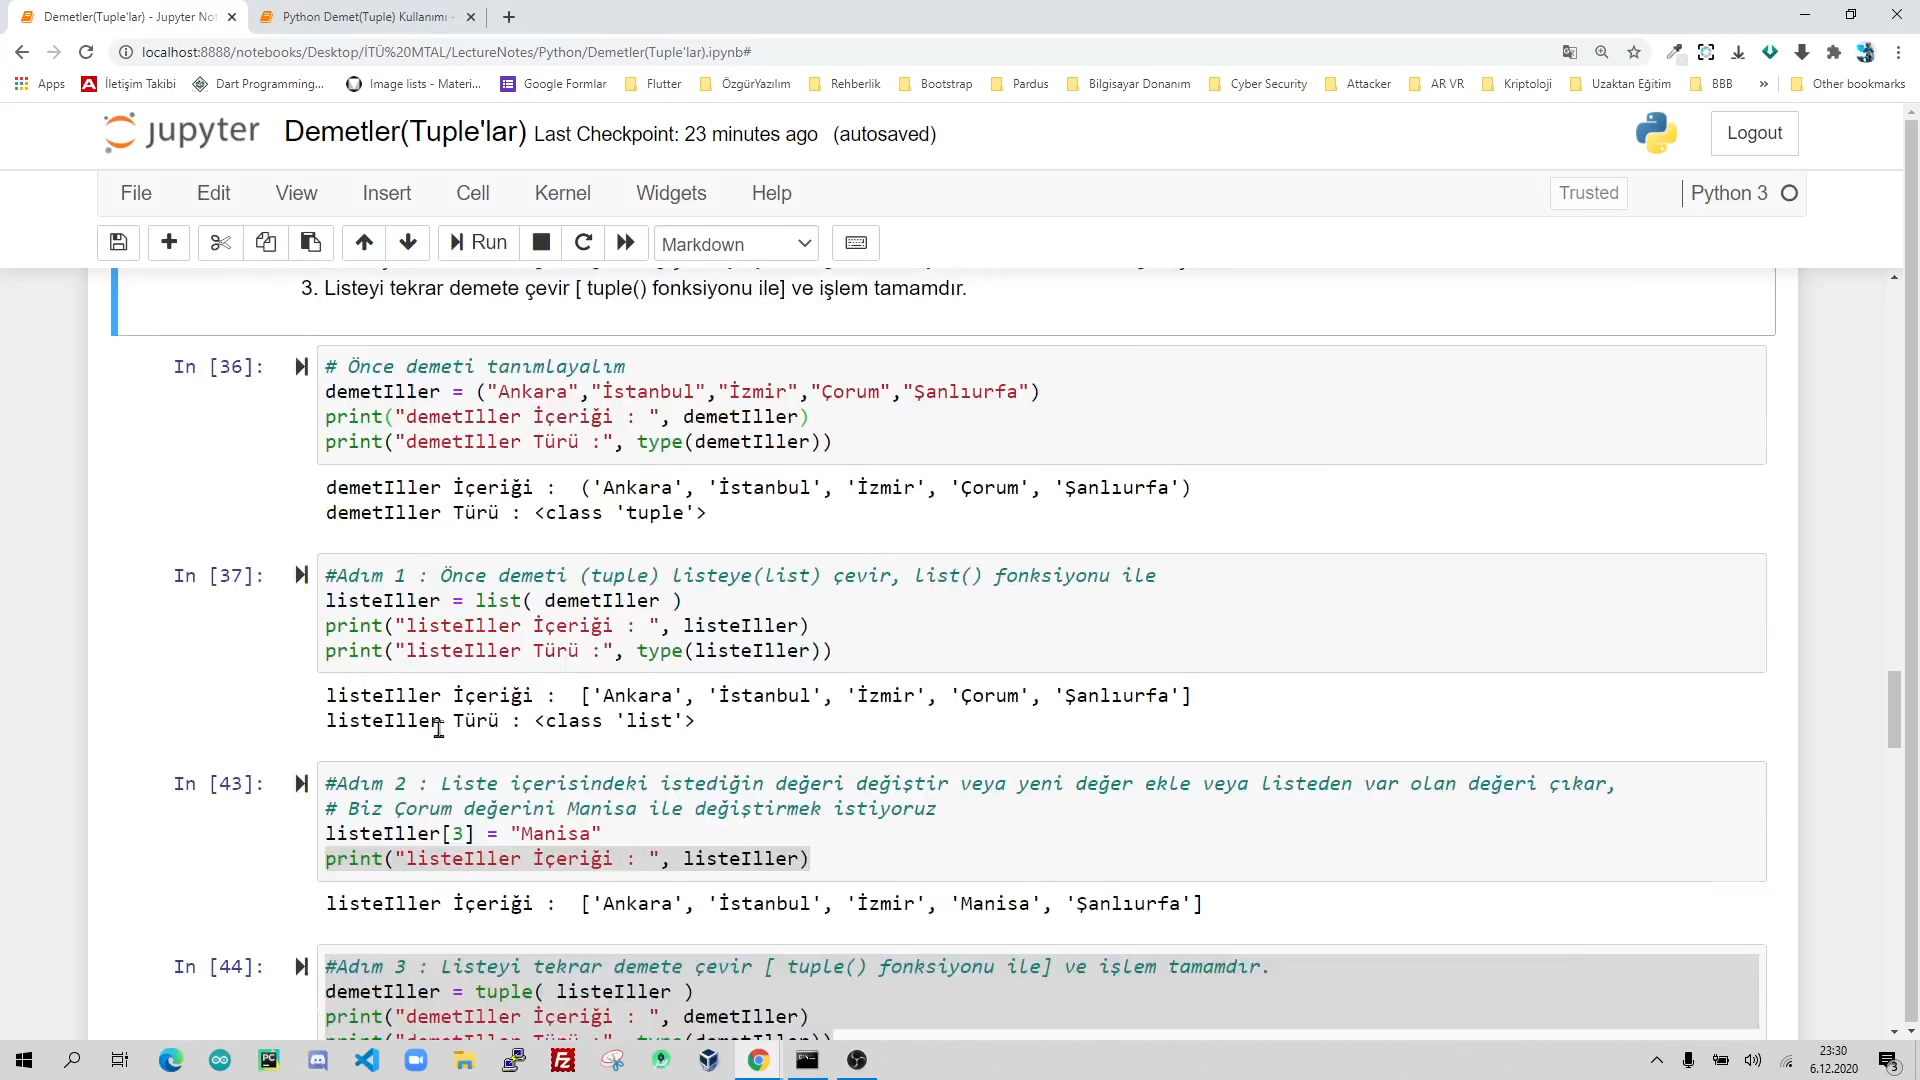 Demetler(Tuple'lar) - Jupyter Not
Python Demet(Tuple) Kullanımı -
localhost:8888/notebooks/Desktop/İTÜ%20MTAL/LectureNotes/Python/Demetler(Tuple'lar).ipynb#
Apps İletişim Takibi Dart Programming... Image lists - Materi... Google Formlar Flutter ÖzgürYazılım Rehberlik Bootstrap Pardus Bilgisayar Donanım Cyber Security Attacker AR VR Kriptoloji Uzaktan Eğitim BBB » Other bookmarks
jupyter Demetler(Tuple'lar) Last Checkpoint: 23 minutes ago (autosaved) Logout
File Edit View Insert Cell Kernel Widgets Help Trusted Python 3
Run Markdown
3. Listeyi tekrar demete çevir [ tuple() fonksiyonu ile] ve işlem tamamdır.
In [36]: # Önce demeti tanımlayalım
demetIller = ("Ankara","İstanbul","İzmir","Çorum","Şanlıurfa")
print("demetIller İçeriği : ", demetIller)
print("demetIller Türü :", type(demetIller))
demetIller İçeriği :  ('Ankara', 'İstanbul', 'İzmir', 'Çorum', 'Şanlıurfa')
demetIller Türü : <class 'tuple'>
In [37]: #Adım 1 : Önce demeti (tuple) listeye(list) çevir, list() fonksiyonu ile
listeIller = list( demetIller )
print("listeIller İçeriği : ", listeIller)
print("listeIller Türü :", type(listeIller))
listeIller İçeriği :  ['Ankara', 'İstanbul', 'İzmir', 'Çorum', 'Şanlıurfa']
listeIller Türü : <class 'list'>
In [43]: #Adım 2 : Liste içerisindeki istediğin değeri değiştir veya yeni değer ekle veya listeden var olan değeri çıkar,
# Biz Çorum değerini Manisa ile değiştirmek istiyoruz
listeIller[3] = "Manisa"
print("listeIller İçeriği : ", listeIller)
listeIller İçeriği :  ['Ankara', 'İstanbul', 'İzmir', 'Manisa', 'Şanlıurfa']
In [44]: #Adım 3 : Listeyi tekrar demete çevir [ tuple() fonksiyonu ile] ve işlem tamamdır.
demetIller = tuple( listeIller )
print("demetIller İçeriği : ", demetIller)
print("demetIller Türü :", type(demetIller))
23:30
6.12.2020
3